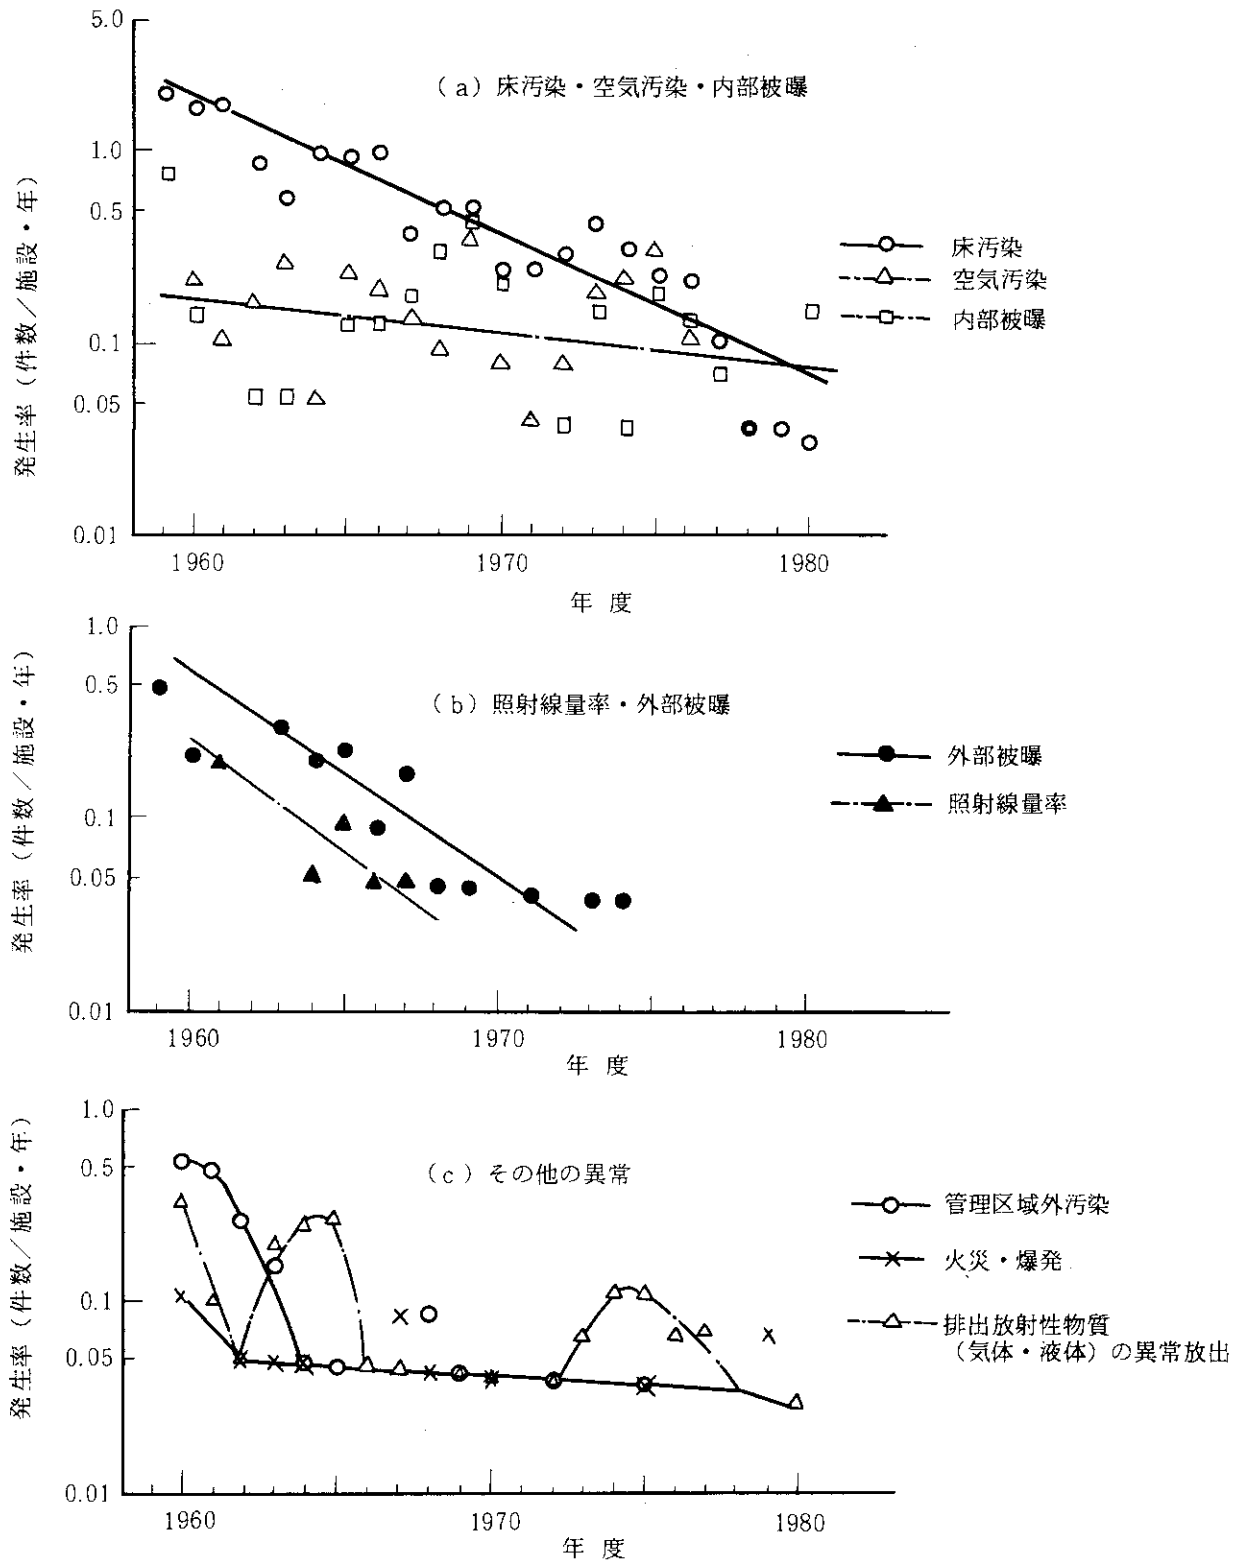 (a)床汚染・空気汚染・内部被曝
5.0
1.0
0.5
0.1
0.05
0.01
発生率(件数/施設・年)
床汚染
空気汚染
内部被曝
1960
1970
1980
年度
(b)照射線量率・外部被曝
1.0
0.5
0.1
0.05
0.01
発生率(件数/施設・年)
外部被曝
照射線量率
1960
1970
1980
年度
(c)その他の異常
1.0
0.5
0.1
0.05
0.01
発生率(件数/施設・年)
管理区域外汚染
火災・爆発
排出放射性物質
(気体・液体)の異常放出
1960
1970
1980
年度